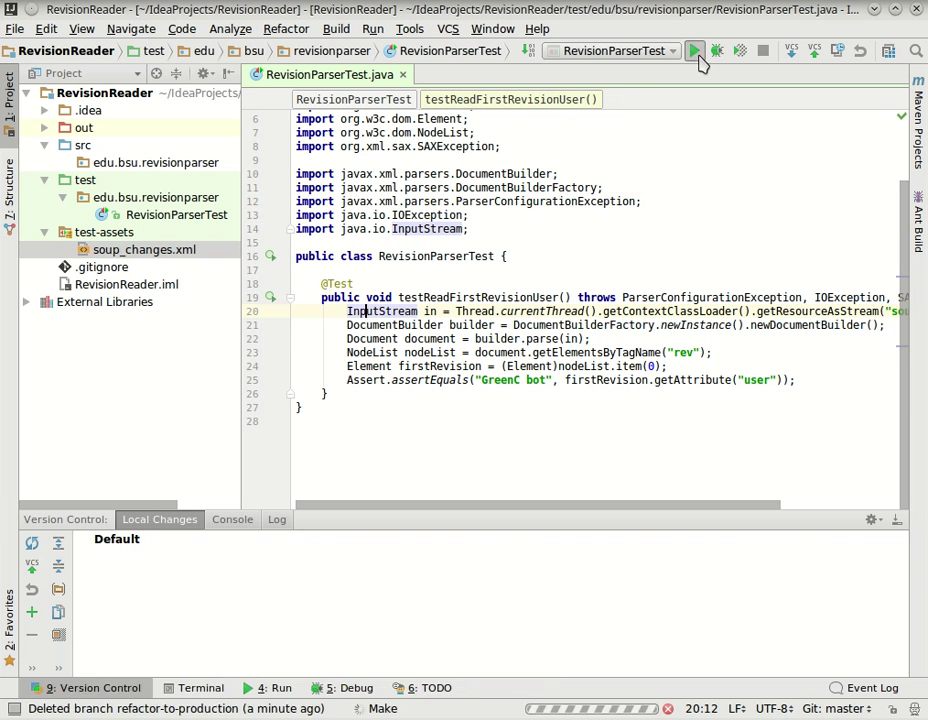 RevisionReader - [~/IdeaProjects/RevisionReader] - [RevisionReader] - ~/IdeaProjects/RevisionReader/test/edu/bsu/revisionparser/RevisionParserTest.java - I...
File Edit View Navigate Code Analyze Refactor Build Run Tools VCS Window Help
RevisionReader test edu bsu revisionparser RevisionParserTest RevisionParserTest
Project
RevisionParserTest.java
RevisionReader ~/IdeaProjects/
.idea
out
src
edu.bsu.revisionparser
test
edu.bsu.revisionparser
RevisionParserTest
test-assets
soup_changes.xml
.gitignore
RevisionReader.iml
External Libraries
1: Project
7: Structure
2: Favorites
RevisionParserTest testReadFirstRevisionUser()
6 import org.w3c.dom.Element;
7 import org.w3c.dom.NodeList;
8 import org.xml.sax.SAXException;
9
10 import javax.xml.parsers.DocumentBuilder;
11 import javax.xml.parsers.DocumentBuilderFactory;
12 import javax.xml.parsers.ParserConfigurationException;
13 import java.io.IOException;
14 import java.io.InputStream;
15
16 public class RevisionParserTest {
17
18 @Test
19 public void testReadFirstRevisionUser() throws ParserConfigurationException, IOException, SA
20 InputStream in = Thread.currentThread().getContextClassLoader().getResourceAsStream("sou
21 DocumentBuilder builder = DocumentBuilderFactory.newInstance().newDocumentBuilder();
22 Document document = builder.parse(in);
23 NodeList nodeList = document.getElementsByTagName("rev");
24 Element firstRevision = (Element)nodeList.item(0);
25 Assert.assertEquals("GreenC bot", firstRevision.getAttribute("user"));
26 }
27 }
28
Maven Projects
Ant Build
Version Control: Local Changes Console Log
Default
9: Version Control Terminal 4: Run 5: Debug 6: TODO Event Log
Deleted branch refactor-to-production (a minute ago) Make 20:12 LF UTF-8 Git: master